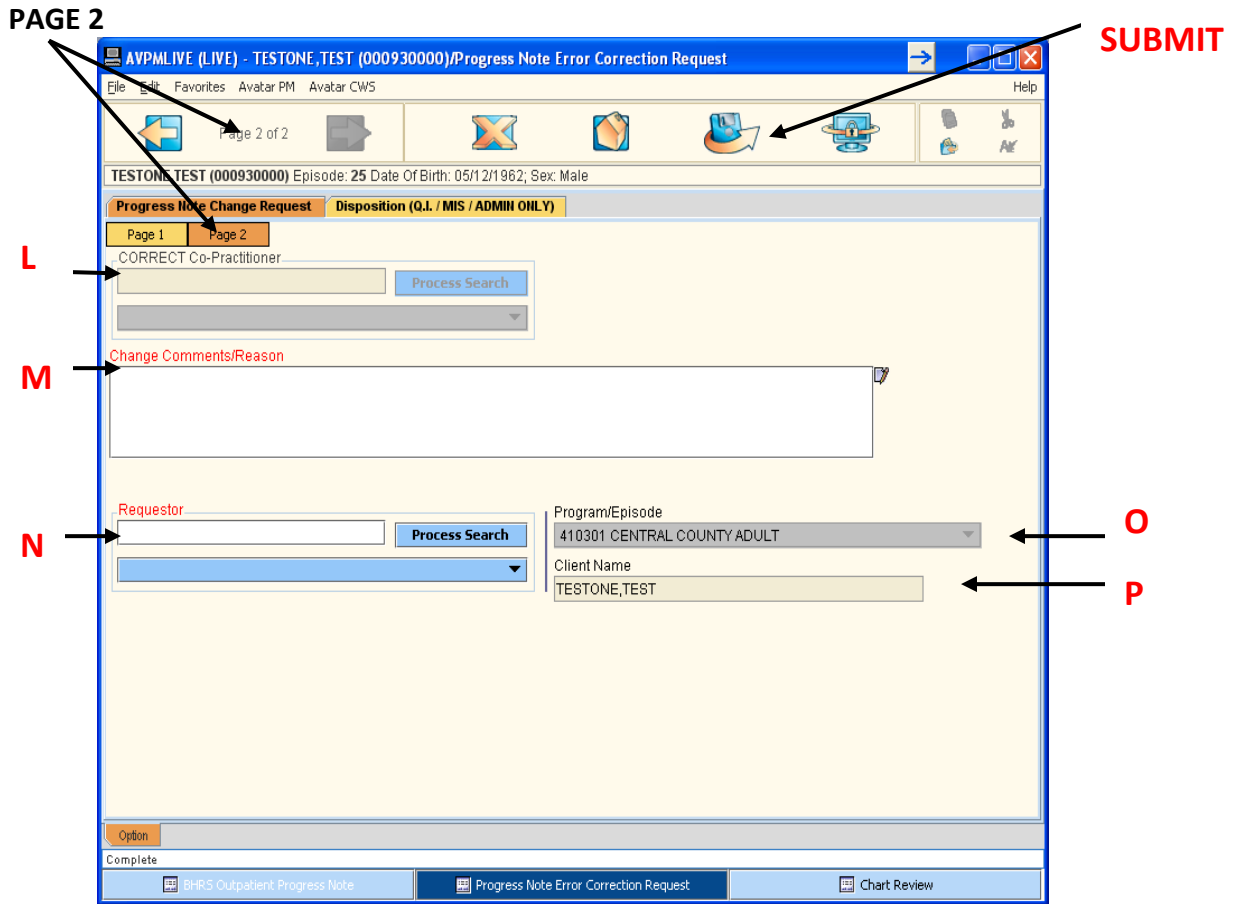 PAGE 2
SUBMIT
AVPMLIVE (LIVE) - TESTONE,TEST (000930000)/Progress Note Error Correction Request
File Edit Favorites Avatar PM Avatar CWS Help
Page 2 of 2
TESTONE,TEST (000930000) Episode: 25 Date Of Birth: 05/12/1962; Sex: Male
Progress Note Change Request Disposition (Q.I. / MIS / ADMIN ONLY)
Page 1 Page 2
L
CORRECT Co-Practitioner
Process Search
Change Comments/Reason
M
Requestor
Program/Episode
N
Process Search
410301 CENTRAL COUNTY ADULT
O
Client Name
TESTONE,TEST
P
Option
Complete
BHRS Outpatient Progress Note Progress Note Error Correction Request Chart Review